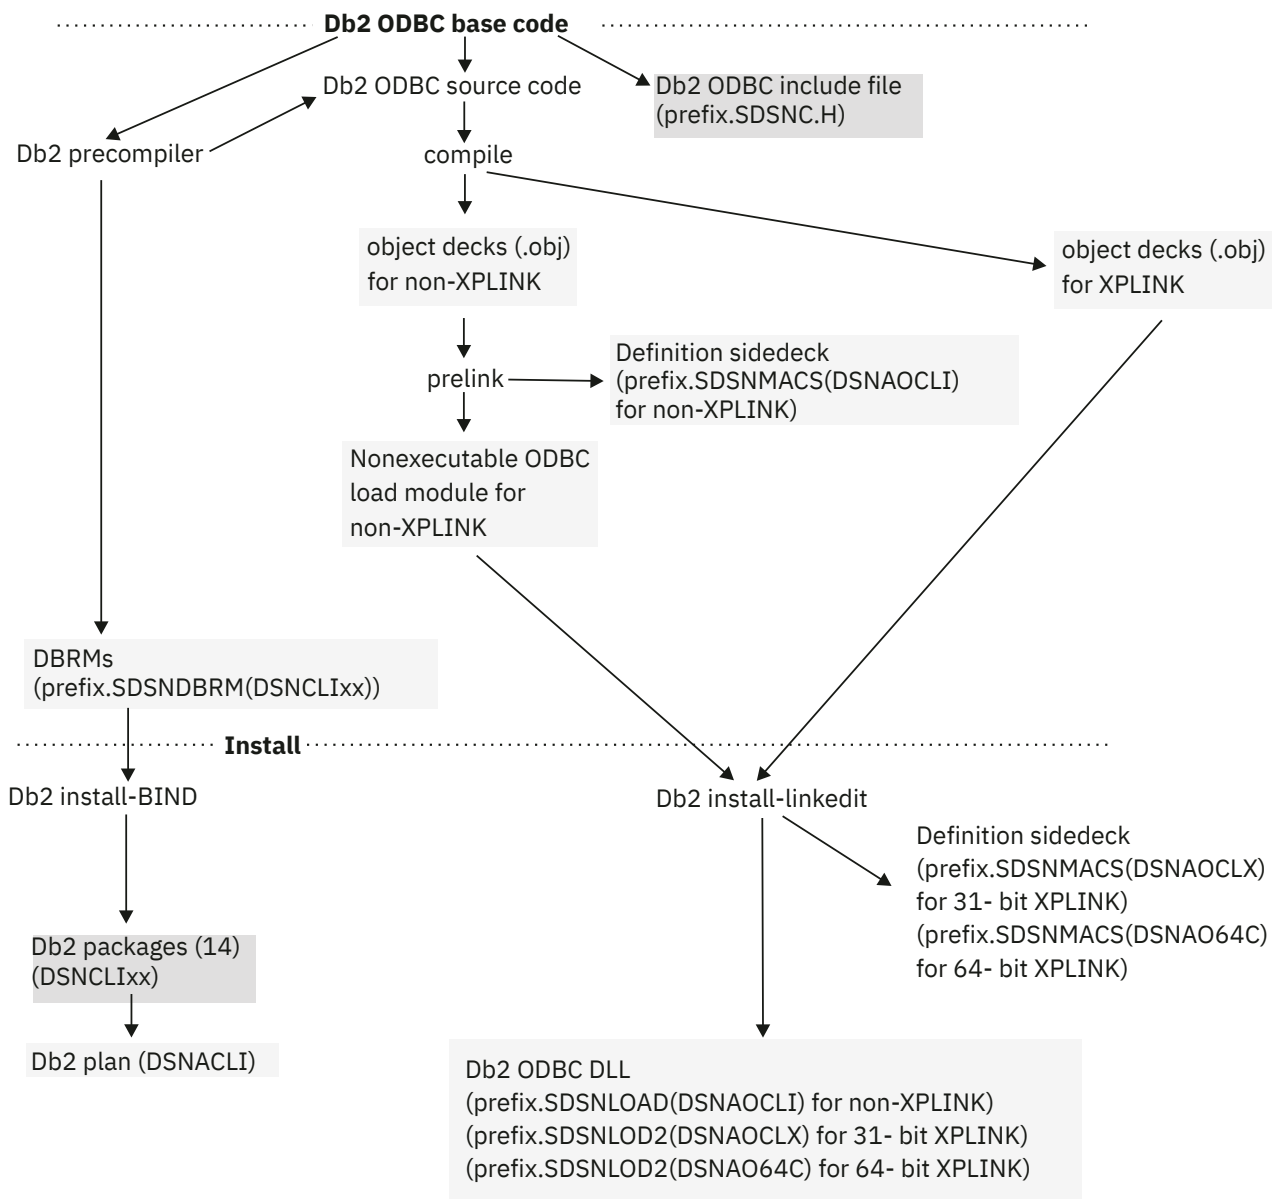 Db2 ODBC base code
Db2 ODBC source code
Db2 ODBC include file
(prefix.SDSNC.H)
Db2 precompiler
compile
object decks (.obj)
for non-XPLINK
object decks (.obj)
for XPLINK
prelink
Definition sidedeck
(prefix.SDSNMACS(DSNAOCLI)
for non-XPLINK)
Nonexecutable ODBC
load module for
non-XPLINK
DBRMs
(prefix.SDSNDBRM(DSNCLIxx))
Install
Db2 install-BIND
Db2 install-linkedit
Definition sidedeck
(prefix.SDSNMACS(DSNAOCLX)
for 31- bit XPLINK)
(prefix.SDSNMACS(DSNAO64C)
for 64- bit XPLINK)
Db2 packages (14)
(DSNCLIxx)
Db2 plan (DSNACLI)
Db2 ODBC DLL
(prefix.SDSNLOAD(DSNAOCLI) for non-XPLINK)
(prefix.SDSNLOD2(DSNAOCLX) for 31- bit XPLINK)
(prefix.SDSNLOD2(DSNAO64C) for 64- bit XPLINK)